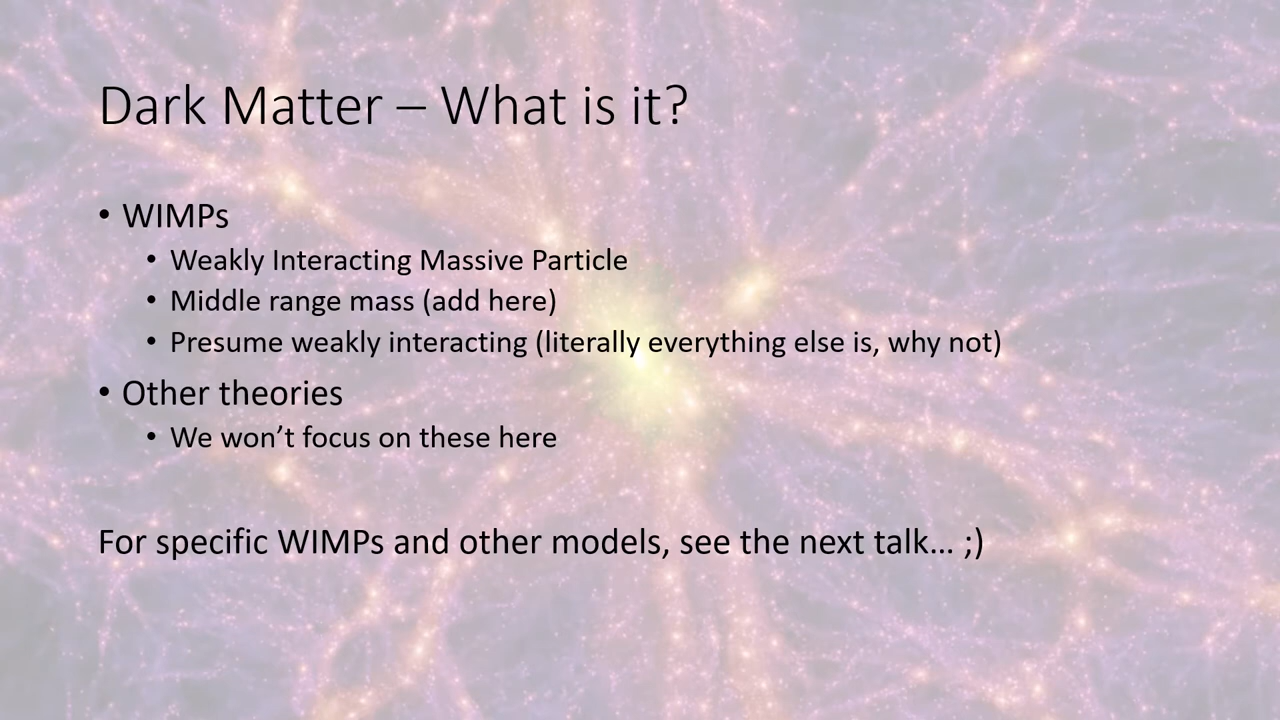 Dark Matter – What is it?
• WIMPs
• Weakly Interacting Massive Particle
• Middle range mass (add here)
• Presume weakly interacting (literally everything else is, why not)
• Other theories
• We won’t focus on these here
For specific WIMPs and other models, see the next talk… ;)